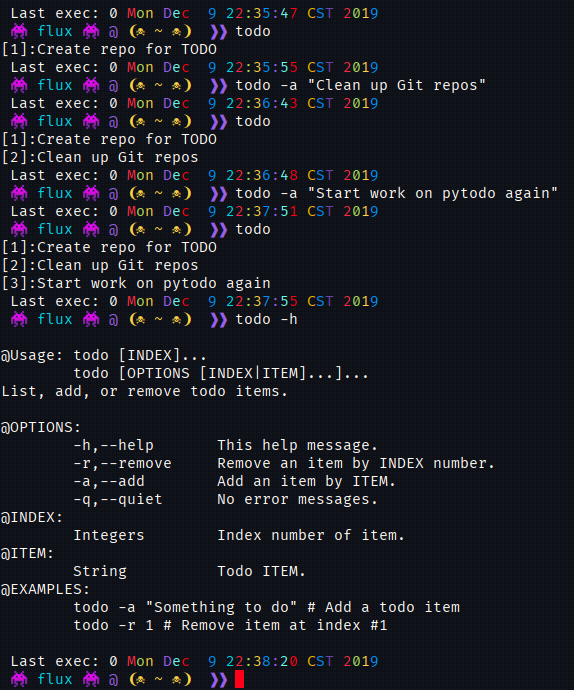 Last exec: 0 Mon Dec  9 22:35:47 CST 2019
👾 flux 👾 @ (☠ ~ ☠)  ❱❱ todo
[1]:Create repo for TODO
Last exec: 0 Mon Dec  9 22:35:55 CST 2019
👾 flux 👾 @ (☠ ~ ☠)  ❱❱ todo -a "Clean up Git repos"
Last exec: 0 Mon Dec  9 22:36:43 CST 2019
👾 flux 👾 @ (☠ ~ ☠)  ❱❱ todo
[1]:Create repo for TODO
[2]:Clean up Git repos
Last exec: 0 Mon Dec  9 22:36:48 CST 2019
👾 flux 👾 @ (☠ ~ ☠)  ❱❱ todo -a "Start work on pytodo again"
Last exec: 0 Mon Dec  9 22:37:51 CST 2019
👾 flux 👾 @ (☠ ~ ☠)  ❱❱ todo
[1]:Create repo for TODO
[2]:Clean up Git repos
[3]:Start work on pytodo again
Last exec: 0 Mon Dec  9 22:37:55 CST 2019
👾 flux 👾 @ (☠ ~ ☠)  ❱❱ todo -h
@Usage: todo [INDEX]...
        todo [OPTIONS [INDEX|ITEM]...]...
List, add, or remove todo items.
@OPTIONS:
        -h,--help       This help message.
        -r,--remove     Remove an item by INDEX number.
        -a,--add        Add an item by ITEM.
        -q,--quiet      No error messages.
@INDEX:
        Integers        Index number of item.
@ITEM:
        String          Todo ITEM.
@EXAMPLES:
        todo -a "Something to do" # Add a todo item
        todo -r 1 # Remove item at index #1
Last exec: 0 Mon Dec  9 22:38:20 CST 2019
👾 flux 👾 @ (☠ ~ ☠)  ❱❱